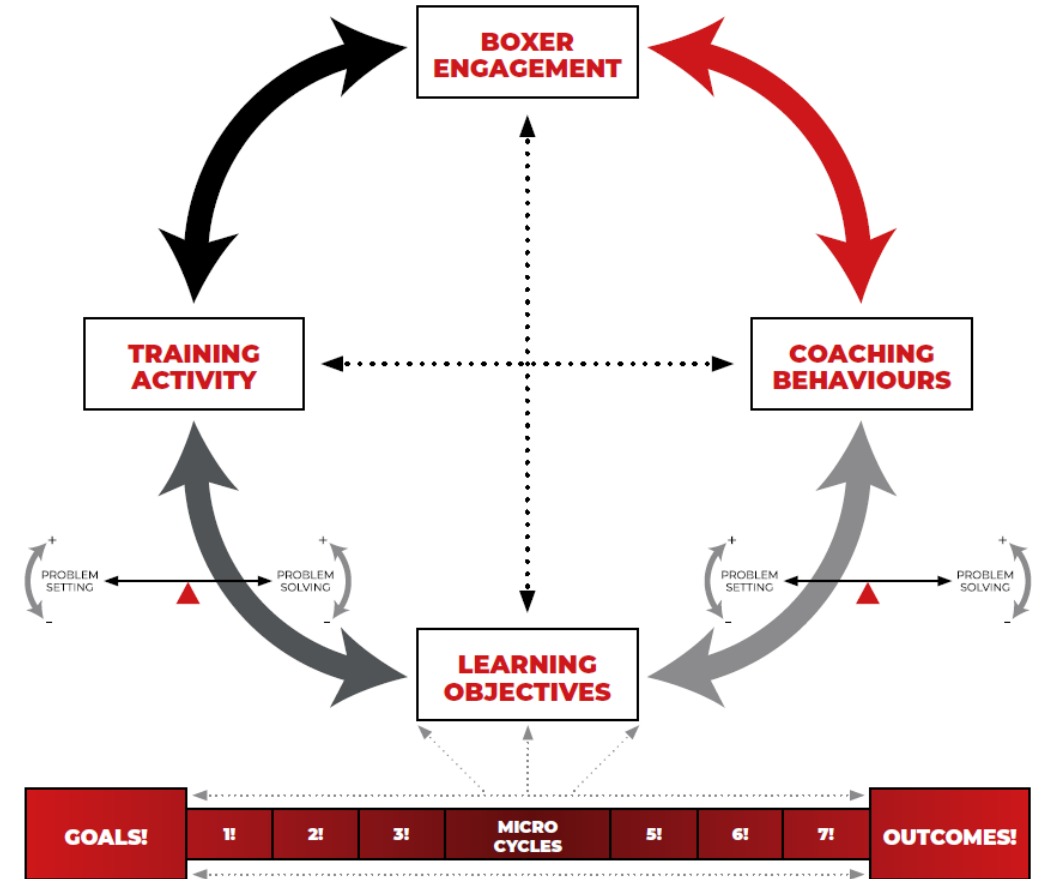 BOXER
ENGAGEMENT
TRAINING
ACTIVITY
COACHING
BEHAVIOURS
+
PROBLEM
SETTING
-
+
PROBLEM
SOLVING
-
+
PROBLEM
SETTING
-
+
PROBLEM
SOLVING
-
LEARNING
OBJECTIVES
GOALS!
1!
2!
3!
MICRO
CYCLES
5!
6!
7!
OUTCOMES!